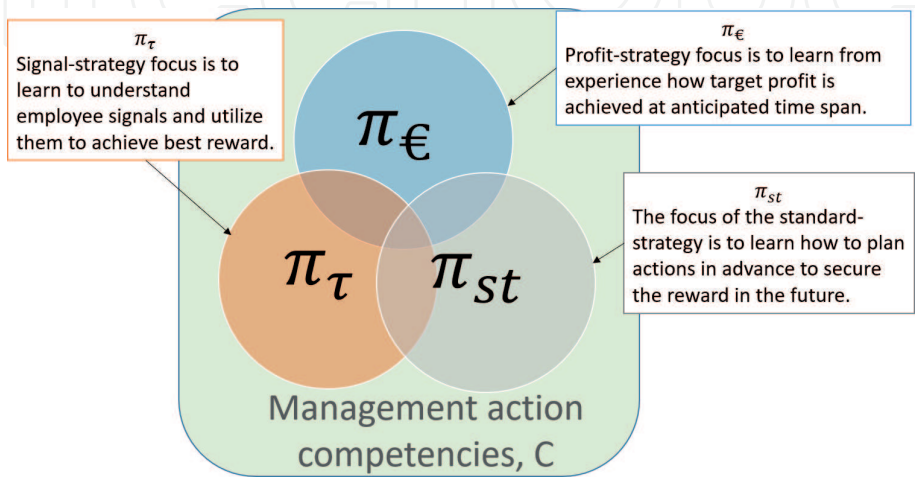 π_τ
Signal-strategy focus is to
learn to understand
employee signals and utilize
them to achieve best reward.
π_€
Profit-strategy focus is to learn from
experience how target profit is
achieved at anticipated time span.
π_€
π_st
The focus of the standard-
strategy is to learn how to plan
actions in advance to secure
the reward in the future.
π_τ
π_st
Management action
competencies, C